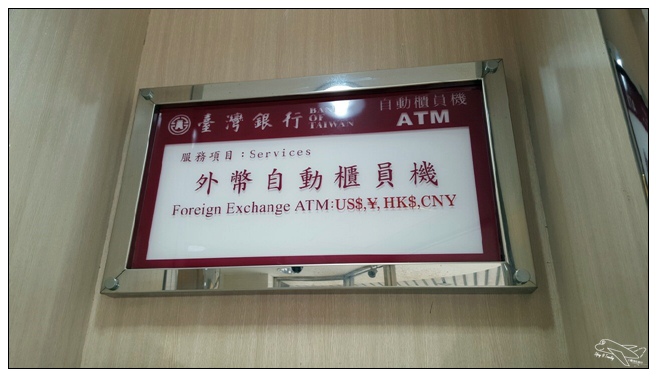 臺灣銀行 BANK OF TAIWAN
自動櫃員機
ATM
服務項目：Services
外幣自動櫃員機
Foreign Exchange ATM:US$,¥, HK$,CNY